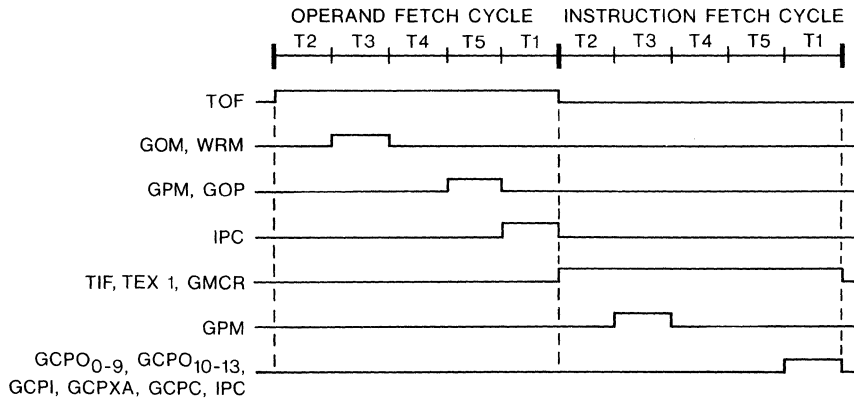 OPERAND FETCH CYCLE INSTRUCTION FETCH CYCLE
T2 T3 T4 T5 T1 T2 T3 T4 T5 T1
TOF
GOM, WRM
GPM, GOP
IPC
TIF, TEX 1, GMCR
GPM
GCPO0-9, GCPO10-13,
GCPI, GCPXA, GCPC, IPC